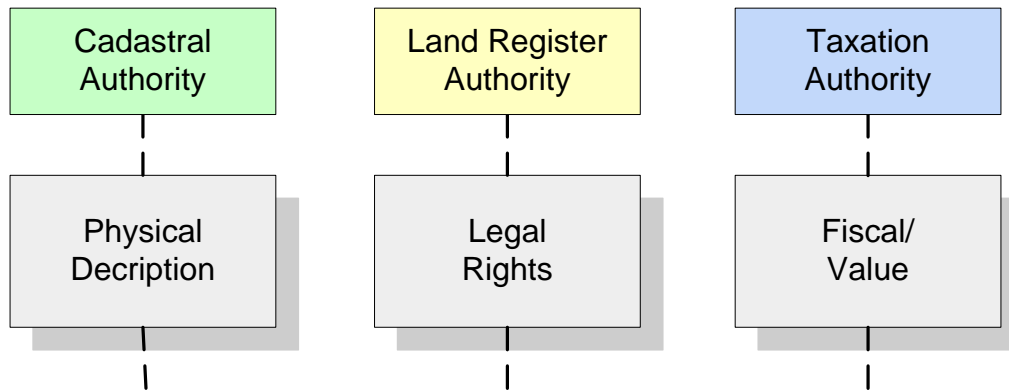 Cadastral
Authority
Land Register
Authority
Taxation
Authority
Physical
Decription
Legal
Rights
Fiscal/
Value